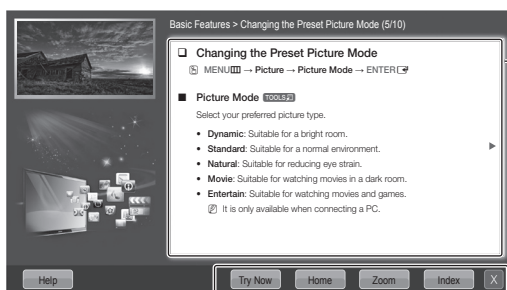 Basic Features > Changing the Preset Picture Mode (5/10)
Changing the Preset Picture Mode
MENU → Picture → Picture Mode → ENTER
Picture Mode TOOLS
Select your preferred picture type.
• Dynamic: Suitable for a bright room.
• Standard: Suitable for a normal environment.
• Natural: Suitable for reducing eye strain.
• Movie: Suitable for watching movies in a dark room.
• Entertain: Suitable for watching movies and games.
It is only available when connecting a PC.
Help Try Now Home Zoom Index X